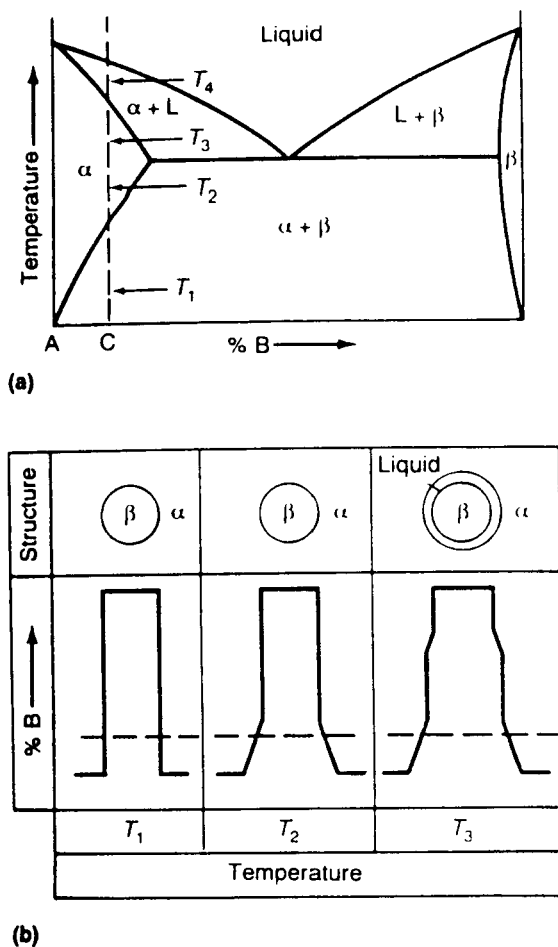 Liquid
T4
α + L
T3
L + β
α
β
T2
α + β
T1
Temperature
A
C
% B
(a)
Structure
β α
β α
Liquid
β α
% B
T1
T2
T3
Temperature
(b)